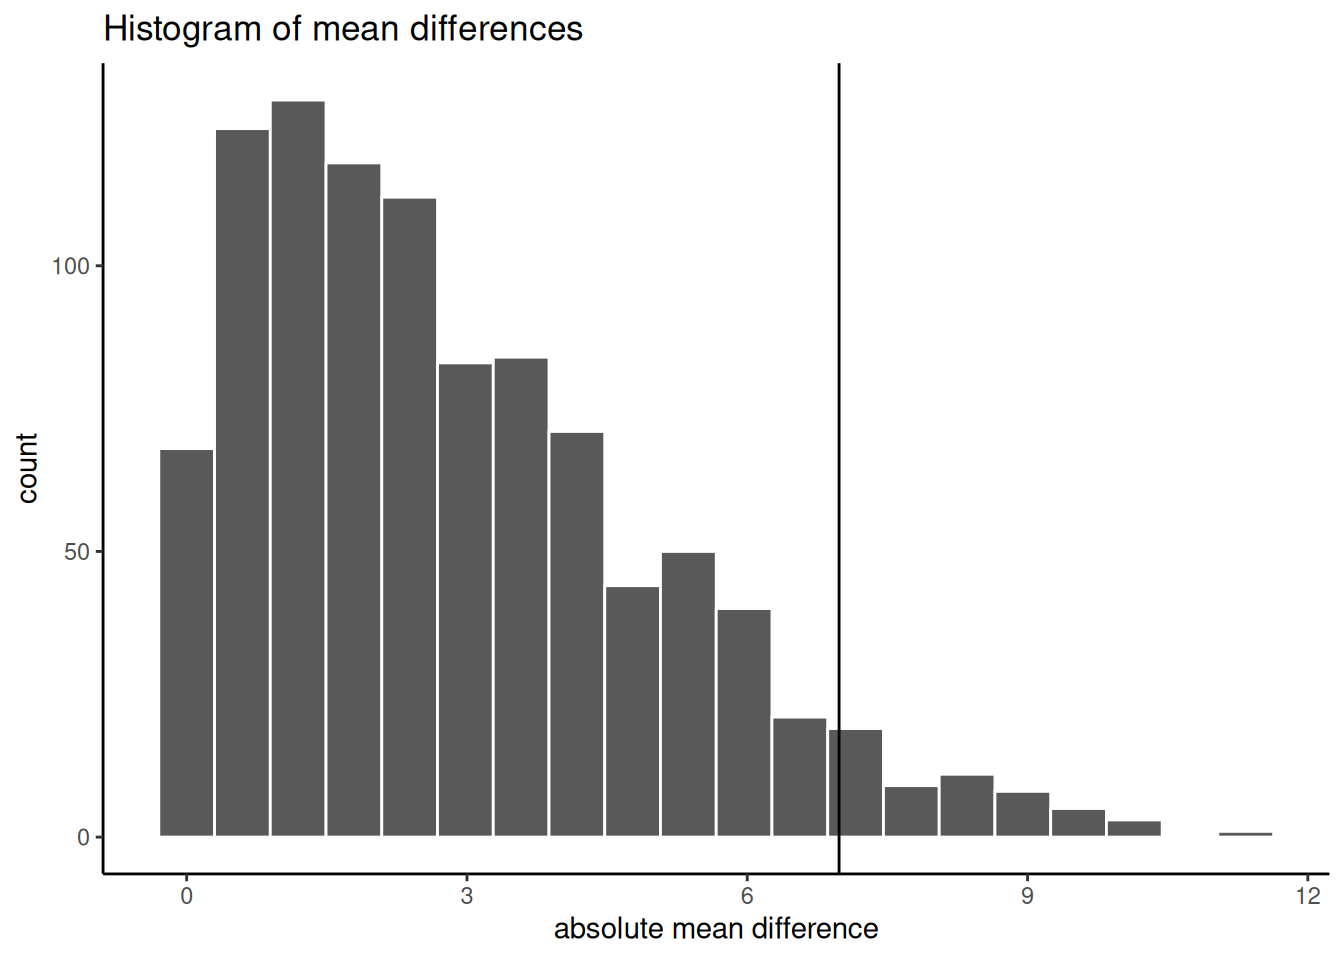 Histogram of mean differences
count
100
50
0
0 3 6 9 12
absolute mean difference